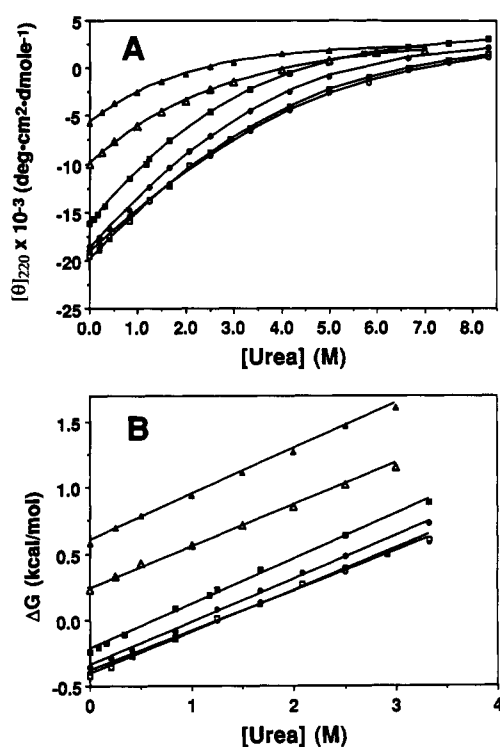 A
5
0
-5
-10
-15
-20
-25
[θ]220 x 10-3 (deg•cm2•dmole-1)
0.0 1.0 2.0 3.0 4.0 5.0 6.0 7.0 8.0
[Urea] (M)
B
1.5
1.0
0.5
0.0
-0.5
ΔG (kcal/mol)
0 1 2 3 4
[Urea] (M)